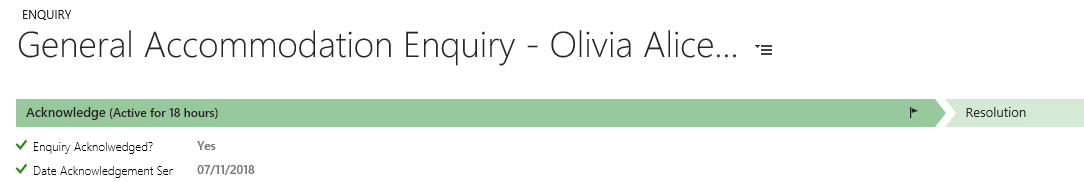 ENQUIRY
General Accommodation Enquiry - Olivia Alice...
Acknowledge (Active for 18 hours) Resolution
Enquiry Acknolwedged? Yes
Date Acknowledgement Ser 07/11/2018